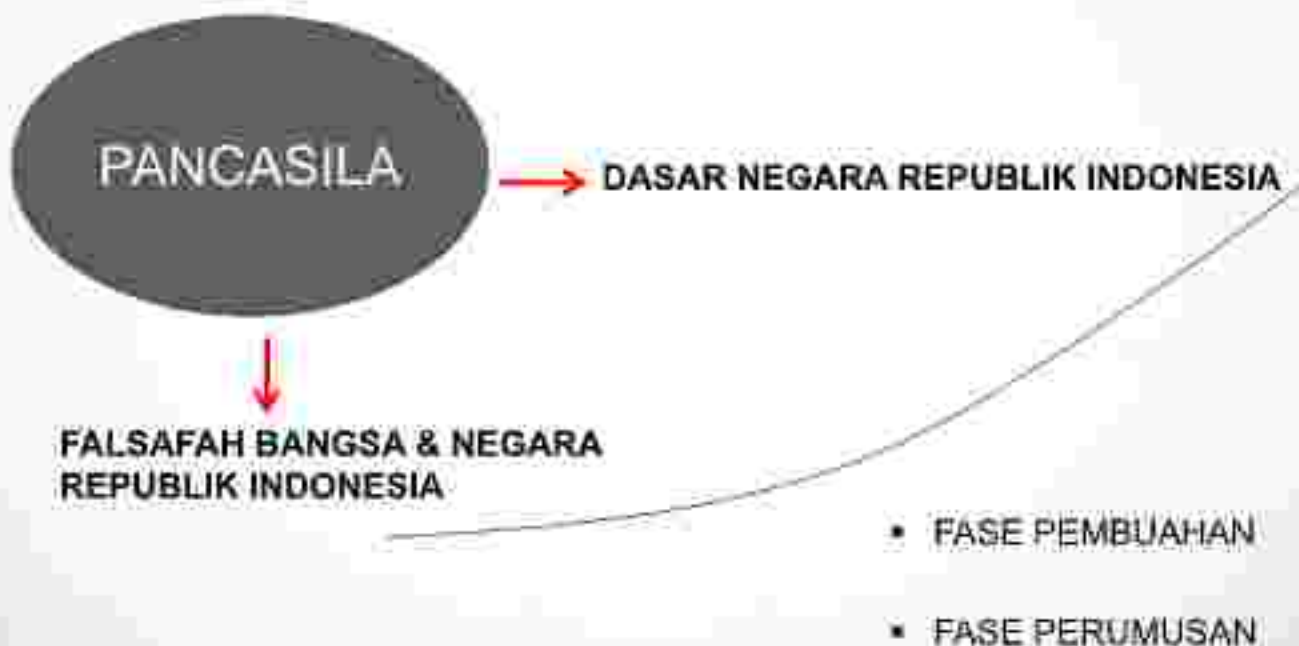 PANCASILA
DASAR NEGARA REPUBLIK INDONESIA
FALSAFAH BANGSA & NEGARA
REPUBLIK INDONESIA
▪ FASE PEMBUAHAN
▪ FASE PERUMUSAN